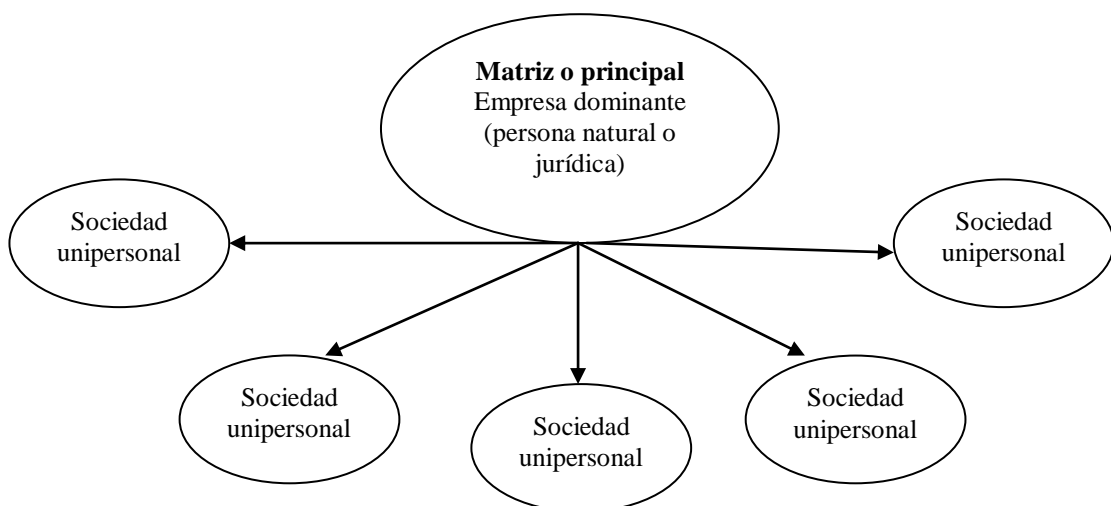 Matriz o principal
Empresa dominante
(persona natural o
jurídica)
Sociedad
unipersonal
Sociedad
unipersonal
Sociedad
unipersonal
Sociedad
unipersonal
Sociedad
unipersonal